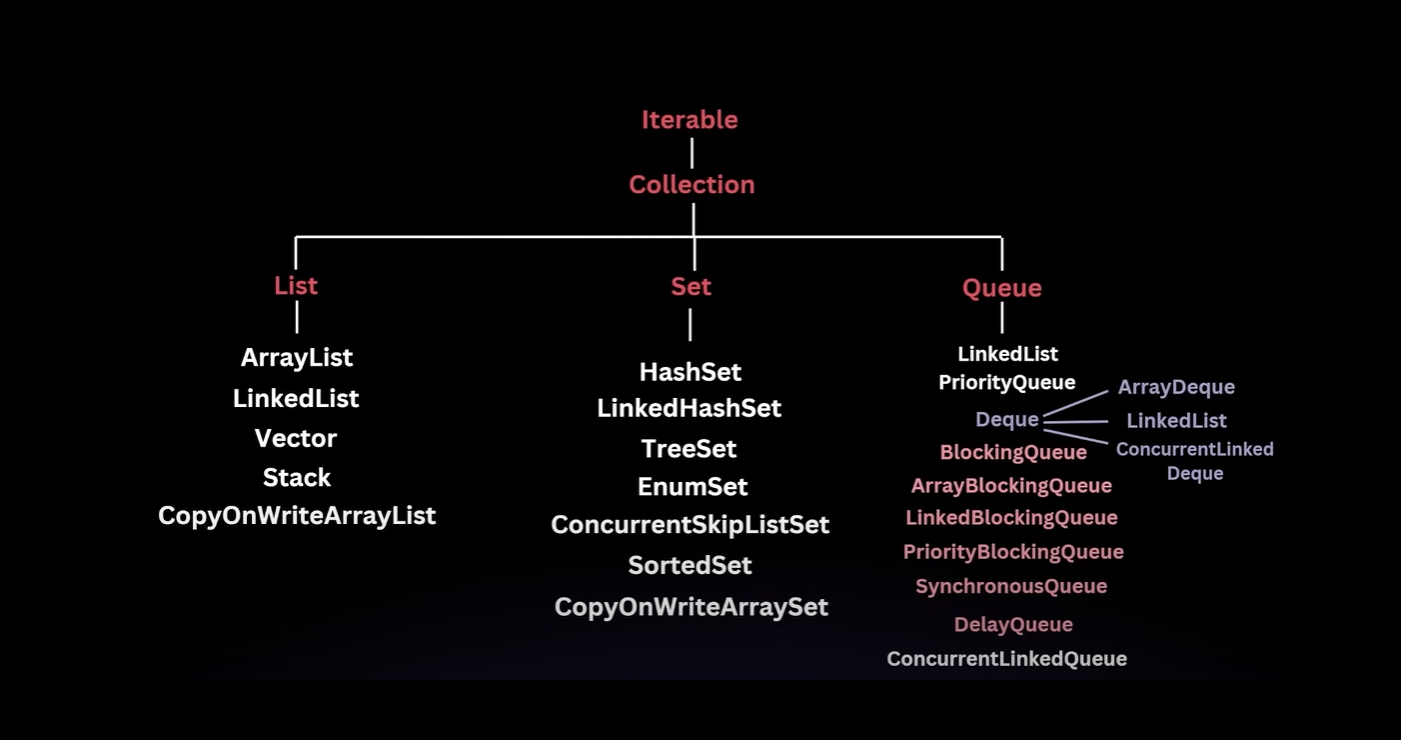 Iterable
Collection
List
Set
Queue
ArrayList
LinkedList
Vector
Stack
CopyOnWriteArrayList
HashSet
LinkedHashSet
TreeSet
EnumSet
ConcurrentSkipListSet
SortedSet
CopyOnWriteArraySet
LinkedList
PriorityQueue
Deque
ArrayDeque
LinkedList
ConcurrentLinked
Deque
BlockingQueue
ArrayBlockingQueue
LinkedBlockingQueue
PriorityBlockingQueue
SynchronousQueue
DelayQueue
ConcurrentLinkedQueue